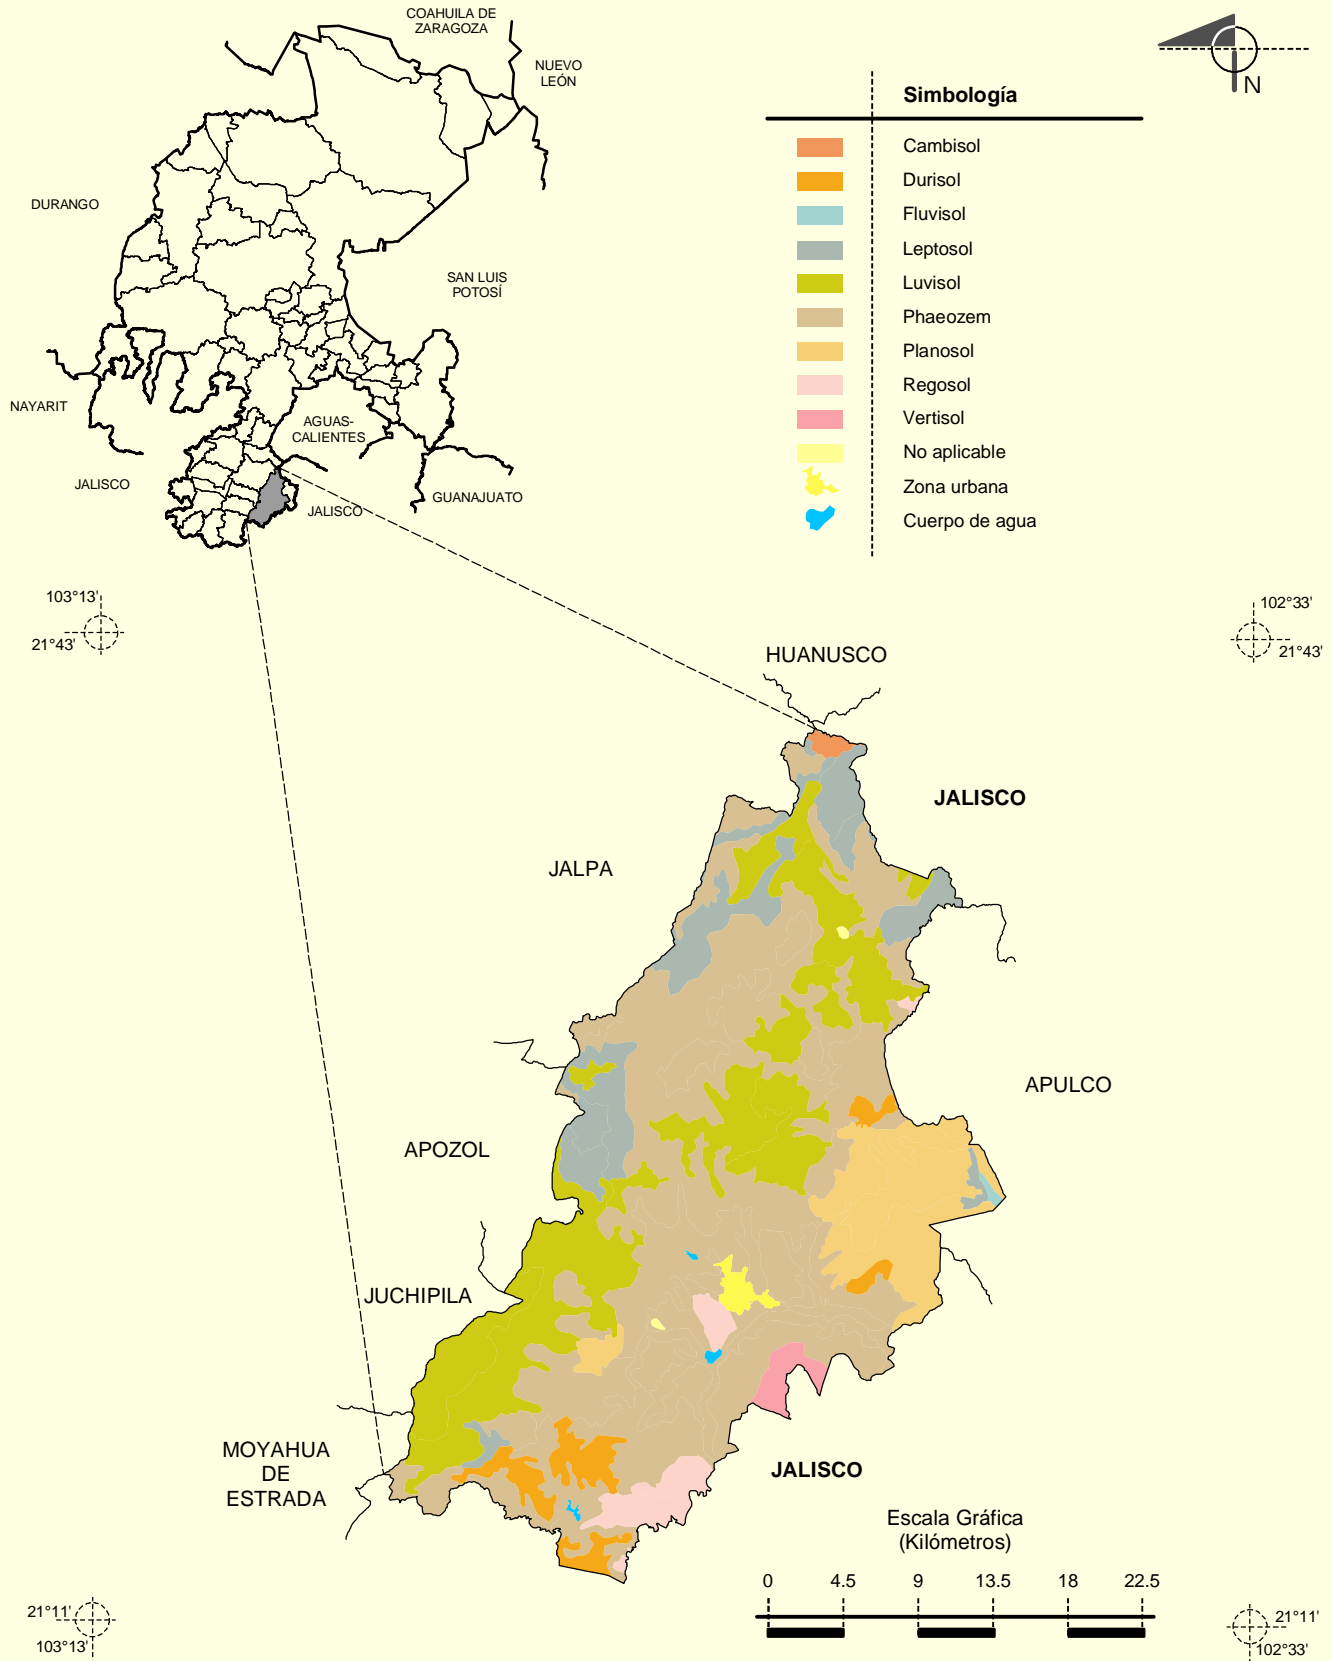 COAHUILA DE
ZARAGOZA
NUEVO
LEÓN
DURANGO
SAN LUIS
POTOSÍ
NAYARIT
AGUAS-
CALIENTES
JALISCO
GUANAJUATO
JALISCO
N
Simbología
Cambisol
Durisol
Fluvisol
Leptosol
Luvisol
Phaeozem
Planosol
Regosol
Vertisol
No aplicable
Zona urbana
Cuerpo de agua
103°13'
21°43'
102°33'
21°43'
HUANUSCO
JALISCO
JALPA
APULCO
APOZOL
JUCHIPILA
MOYAHUA
DE
ESTRADA
JALISCO
Escala Gráfica
(Kilómetros)
0 4.5 9 13.5 18 22.5
21°11'
103°13'
21°11'
102°33'